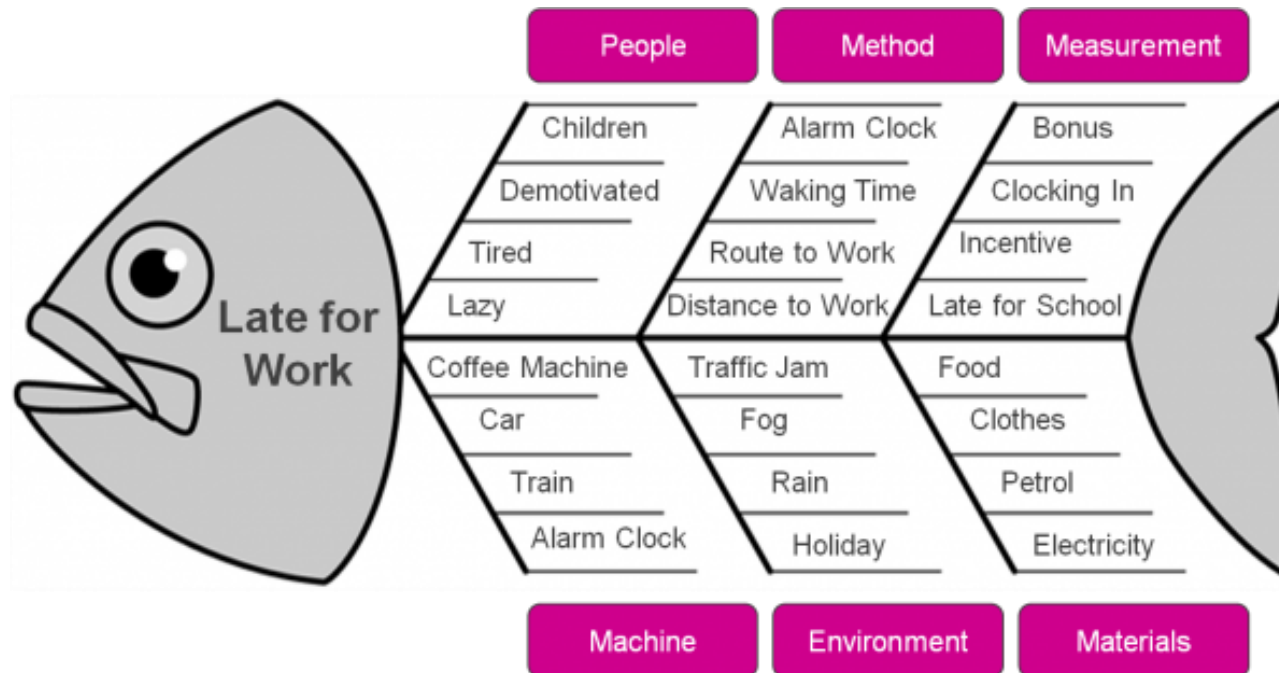 People
Method
Measurement
Children
Demotivated
Tired
Lazy
Alarm Clock
Waking Time
Route to Work
Distance to Work
Bonus
Clocking In
Incentive
Late for School
Late for
Work
Coffee Machine
Car
Train
Alarm Clock
Traffic Jam
Fog
Rain
Holiday
Food
Clothes
Petrol
Electricity
Machine
Environment
Materials